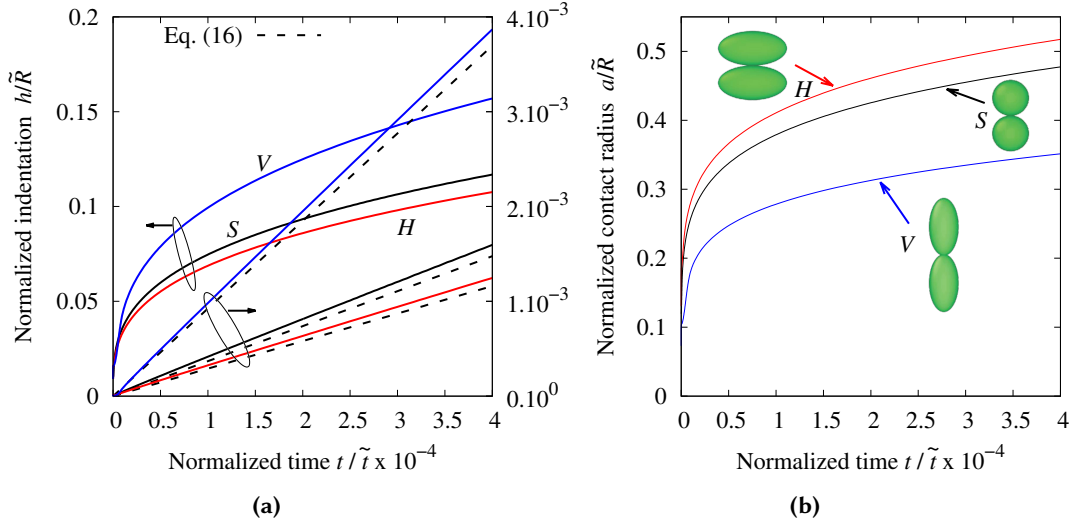 Normalized indentation h/R̃
0.2
0.15
0.1
0.05
0
Eq. (16)
V
S
H
4.10⁻³
3.10⁻³
2.10⁻³
1.10⁻³
0.10⁰
0 0.5 1 1.5 2 2.5 3 3.5 4
Normalized time t / t̃ x 10⁻⁴
(a)
Normalized contact radius a/R̃
0.5
0.4
0.3
0.2
0.1
0
H
S
V
0 0.5 1 1.5 2 2.5 3 3.5 4
Normalized time t / t̃ x 10⁻⁴
(b)